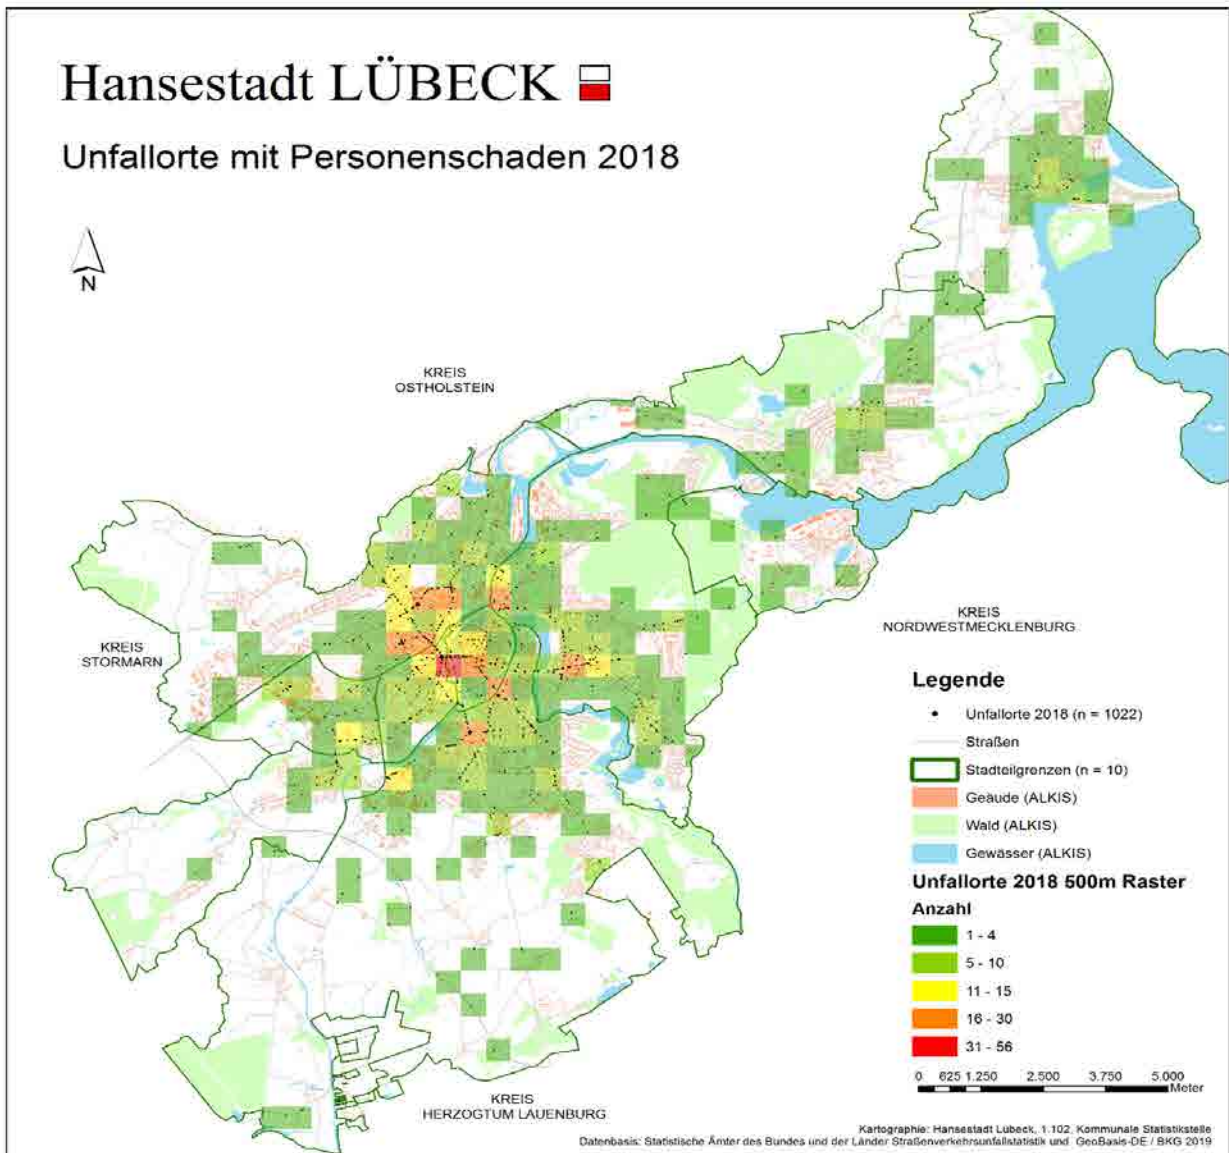 Hansestadt LÜBECK
Unfallorte mit Personenschaden 2018
N
KREIS
OSTHOLSTEIN
KREIS
STORMARN
KREIS
NORDWESTMECKLENBURG
Legende
Unfallorte 2018 (n = 1022)
Straßen
Stadteilgrenzen (n = 10)
Geäude (ALKIS)
Wald (ALKIS)
Gewässer (ALKIS)
Unfallorte 2018 500m Raster
Anzahl
1 - 4
5 - 10
11 - 15
16 - 30
31 - 56
0 625 1.250 2.500 3.750 5.000
Meter
KREIS
HERZOGTUM LAUENBURG
Kartographie: Hansestadt Lübeck, 1.102, Kommunale Statistikstelle
Datenbasis: Statistische Ämter des Bundes und der Länder Straßenverkehrsunfallstatistik und GeoBasis-DE / BKG 2019